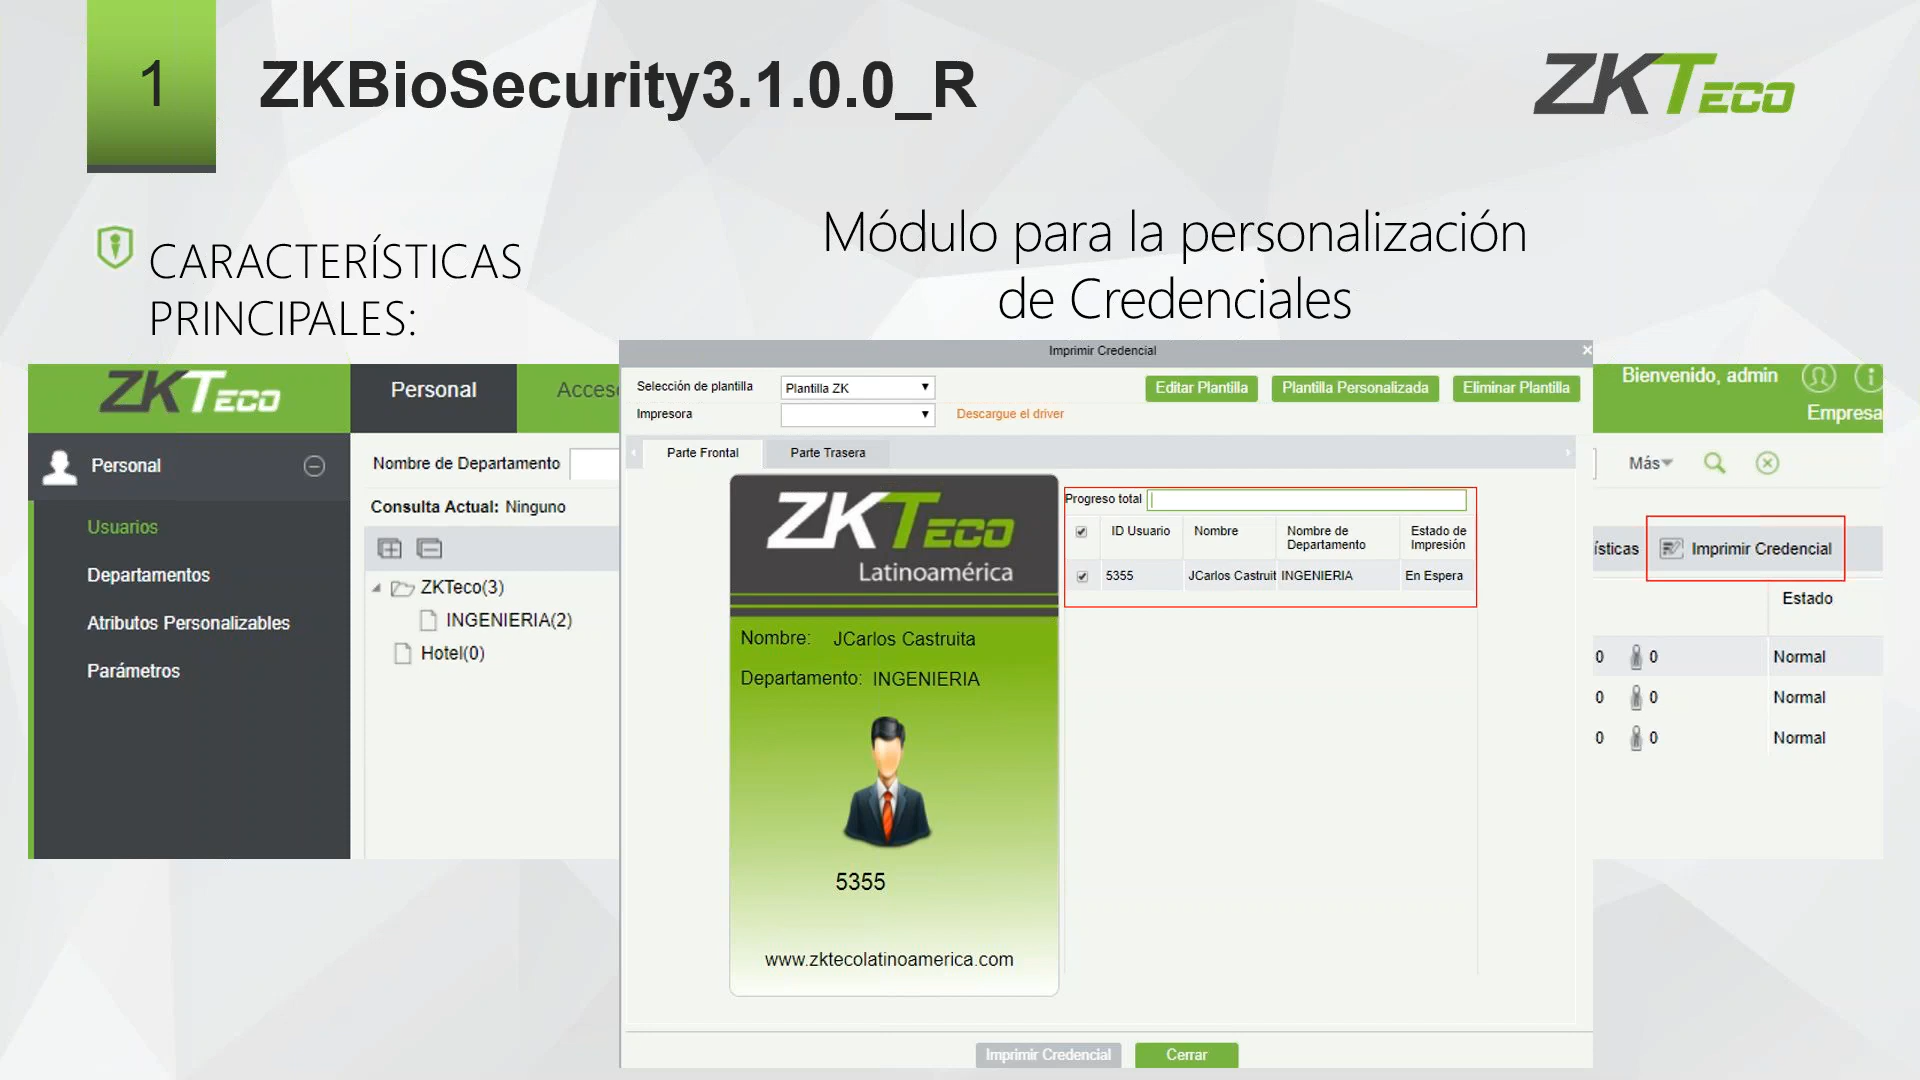 1
ZKBioSecurity3.1.0.0_R
ZKTECO
CARACTERÍSTICAS
PRINCIPALES:
Módulo para la personalización
de Credenciales
ZKTECO
Personal
Personal
Usuarios
Departamentos
Atributos Personalizables
Parámetros
Nombre de Departamento
Consulta Actual: Ninguno
ZKTeco(3)
INGENIERIA(2)
Hotel(0)
Imprimir Credencial
Selección de plantilla
Plantilla ZK
Editar Plantilla
Plantilla Personalizada
Eliminar Plantilla
Impresora
Descargue el driver
Parte Frontal
Parte Trasera
ZKTECO
Latinoamérica
Nombre: JCarlos Castruita
Departamento: INGENIERIA
5355
www.zktecolatinoamerica.com
Progreso total
ID Usuario
Nombre
Nombre de
Departamento
Estado de
Impresión
5355
JCarlos Castruit
INGENIERIA
En Espera
Imprimir Credencial
Cerrar
Bienvenido, admin
Empresa
Más
ísticas
Imprimir Credencial
Estado
0 0 Normal
0 0 Normal
0 0 Normal